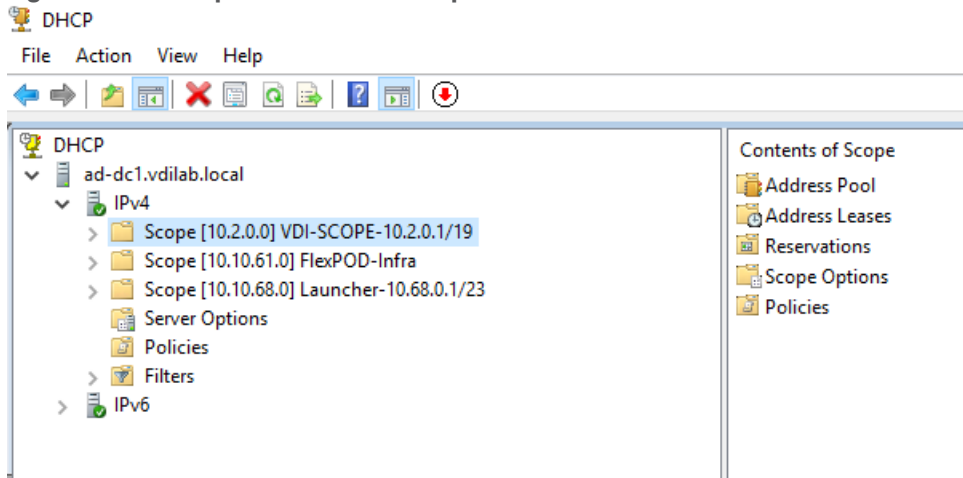 DHCP
File Action View Help
DHCP
ad-dc1.vdilab.local
IPv4
Scope [10.2.0.0] VDI-SCOPE-10.2.0.1/19
Scope [10.10.61.0] FlexPOD-Infra
Scope [10.10.68.0] Launcher-10.68.0.1/23
Server Options
Policies
Filters
IPv6
Contents of Scope
Address Pool
Address Leases
Reservations
Scope Options
Policies